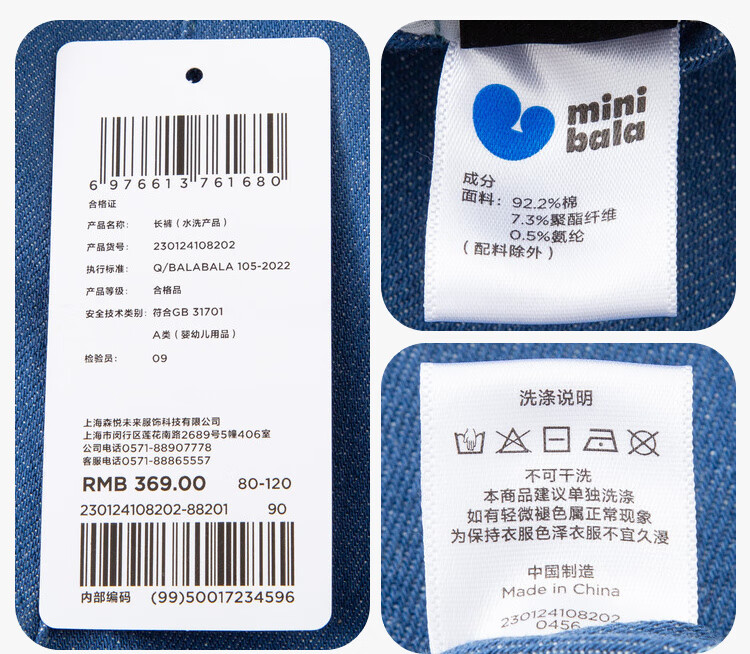 6 976613 761680
合格证
产品名称: 长裤（水洗产品）
产品货号: 230124108202
执行标准: Q/BALABALA 105-2022
产品等级: 合格品
安全技术类别: 符合GB 31701
A类（婴幼儿用品）
检验员: 09
上海森悦未来服饰科技有限公司
上海市闵行区莲花南路2689号5幢406室
公司电话0571-88907778
客服电话0571-88865557
RMB 369.00 80-120
230124108202-88201 90
内部编码 (99)50017234596
mini
bala
成分
面料: 92.2%棉
7.3%聚酯纤维
0.5%氨纶
（配料除外）
洗涤说明
不可干洗
本商品建议单独洗涤
如有轻微褪色属正常现象
为保持衣服色泽衣服不宜久浸
中国制造
Made in China
230124108202
0456